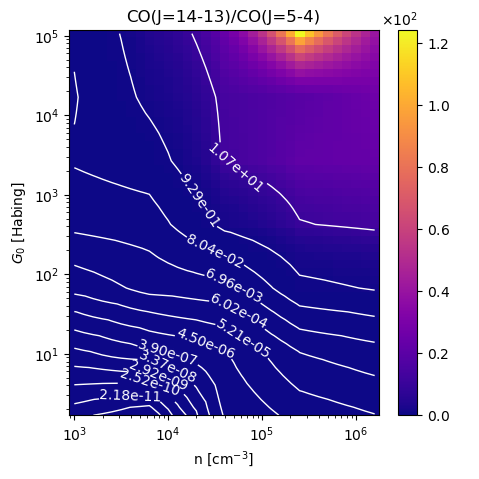 CO(J=14-13)/CO(J=5-4)
×10²
10⁵
10⁴
10³
10²
10¹
G₀ [Habing]
1.07e+01
9.29e-01
8.04e-02
6.96e-03
6.02e-04
5.21e-05
4.50e-06
3.90e-07
3.37e-08
2.92e-09
2.52e-10
2.18e-11
10³
10⁴
10⁵
10⁶
n [cm⁻³]
1.2
1.0
0.8
0.6
0.4
0.2
0.0